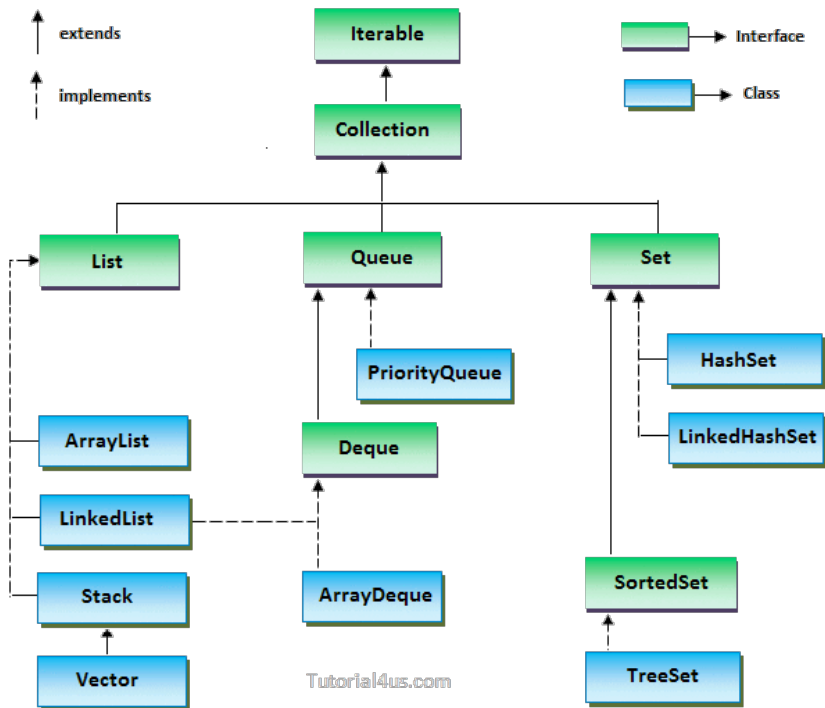 extends
implements
Iterable
Interface
Class
Collection
List
Queue
Set
PriorityQueue
HashSet
ArrayList
Deque
LinkedHashSet
LinkedList
Stack
ArrayDeque
SortedSet
Vector
Tutorial4us.com
TreeSet